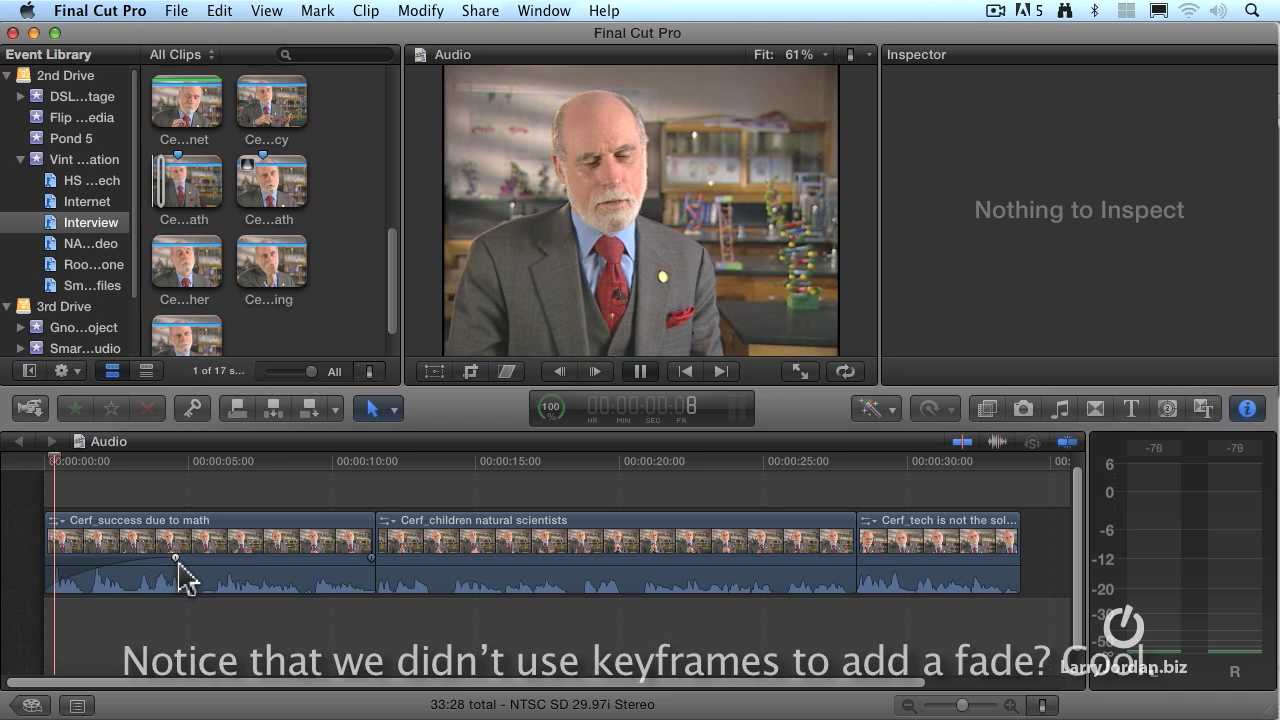 Final Cut Pro File Edit View Mark Clip Modify Share Window Help 5
Final Cut Pro
Event Library
All Clips
Audio
Fit: 61%
Inspector
2nd Drive
DSL...tage
Flip ...edia
Pond 5
Vint ...ation
HS ...ech
Internet
Interview
NA...deo
Roo...one
Sm...files
3rd Drive
Gno...oject
Smar...udio
Ce...net
Ce...cy
Ce...ath
Ce...ath
Ce...her
Ce...ing
Nothing to Inspect
1 of 17 s...
All
100
%
00:00:00:08
HR MIN SEC FR
Audio
00:00:00:00
00:00:05:00
00:00:10:00
00:00:15:00
00:00:20:00
00:00:25:00
00:00:30:00
00:
Cerf_success due to math
Cerf_children natural scientists
Cerf_tech is not the sol...
-76 -76
6
0
-6
-12
-20
-30
R
Notice that we didn't use keyframes to add a fade? Cool.
LarryJordan.biz
33:28 total - NTSC SD 29.97i Stereo